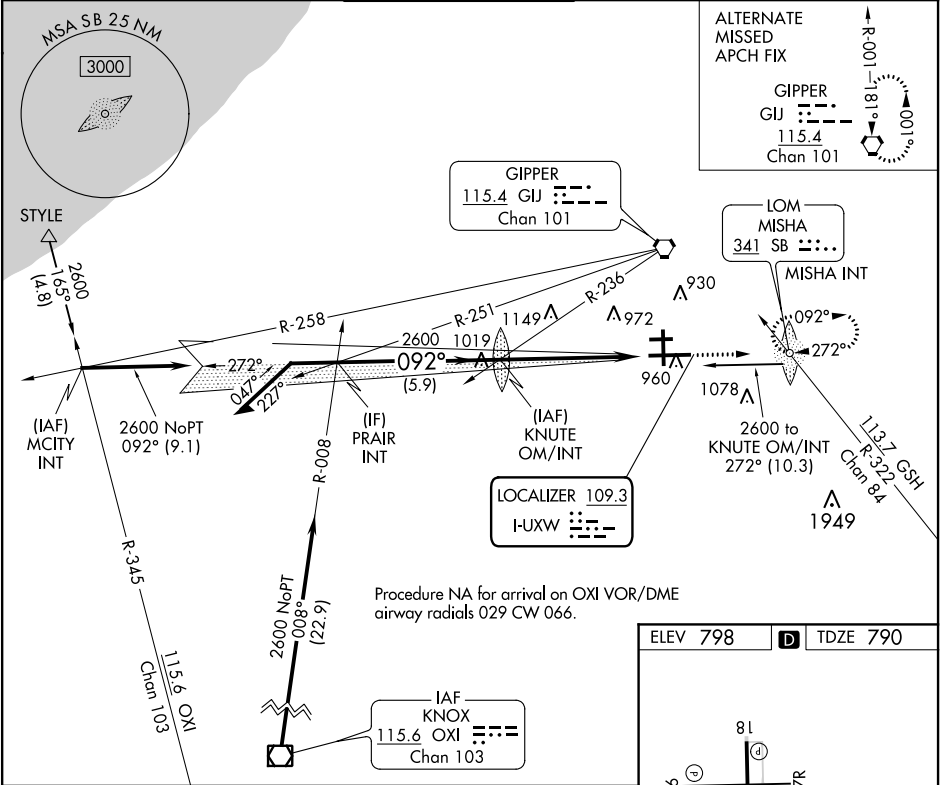 MSA SB 25 NM
3000
ALTERNATE
MISSED
APCH FIX
GIPPER
GIJ
115.4
Chan 101
R-001
181°
001°
GIPPER
115.4 GIJ
Chan 101
LOM
MISHA
341 SB
MISHA INT
STYLE
2600
165°
(4.8)
R-258
R-251
R-236
1149
972
930
2600
1019
092°
(5.9)
272°
047°
227°
960
092°
272°
1078
(IAF)
MCITY
INT
2600 NoPT
092° (9.1)
(IF)
PRAIR
INT
(IAF)
KNUTE
OM/INT
2600 to
KNUTE OM/INT
272° (10.3)
113.7 GSH
R-322
Chan 84
1949
LOCALIZER 109.3
I-UXW
R-008
R-345
2600 NoPT
008°
(22.9)
Procedure NA for arrival on OXI VOR/DME
airway radials 029 CW 066.
115.6 OXI
Chan 103
IAF
KNOX
115.6 OXI
Chan 103
ELEV 798
D
TDZE 790
18
P
P